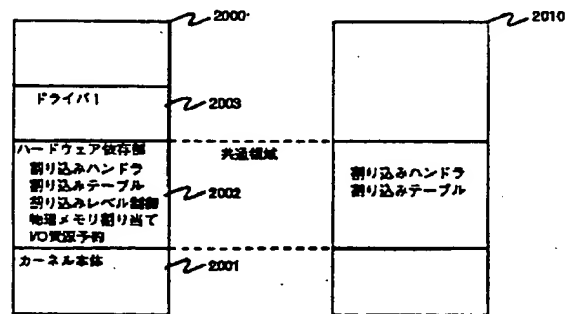 2000
2010
ドライバ1
2003
ハードウェア依存部
共通領域
割り込みハンドラ
割り込みテーブル
割り込みレベル制御
2002
物理メモリ割り当て
I/O資源予約
割り込みハンドラ
割り込みテーブル
カーネル本体
2001